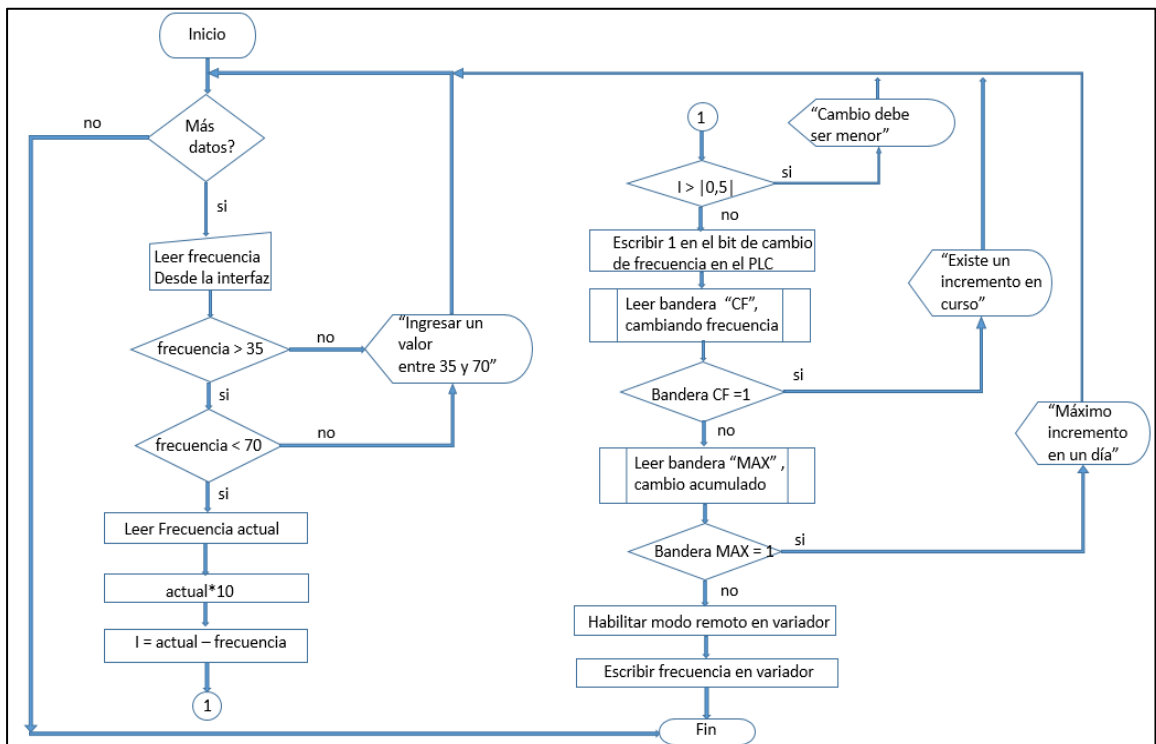 Inicio
no
Más
datos?
si
Leer frecuencia
Desde la interfaz
frecuencia > 35
no
“Ingresar un
valor
entre 35 y 70”
si
frecuencia < 70
no
si
Leer Frecuencia actual
actual*10
I = actual – frecuencia
1
1
“Cambio debe
ser menor”
I > |0,5|
si
no
Escribir 1 en el bit de cambio
de frecuencia en el PLC
Leer bandera “CF”,
cambiando frecuencia
“Existe un
incremento en
curso”
Bandera CF =1
si
no
Leer bandera “MAX” ,
cambio acumulado
“Máximo
incremento
en un día”
Bandera MAX = 1
si
no
Habilitar modo remoto en variador
Escribir frecuencia en variador
Fin